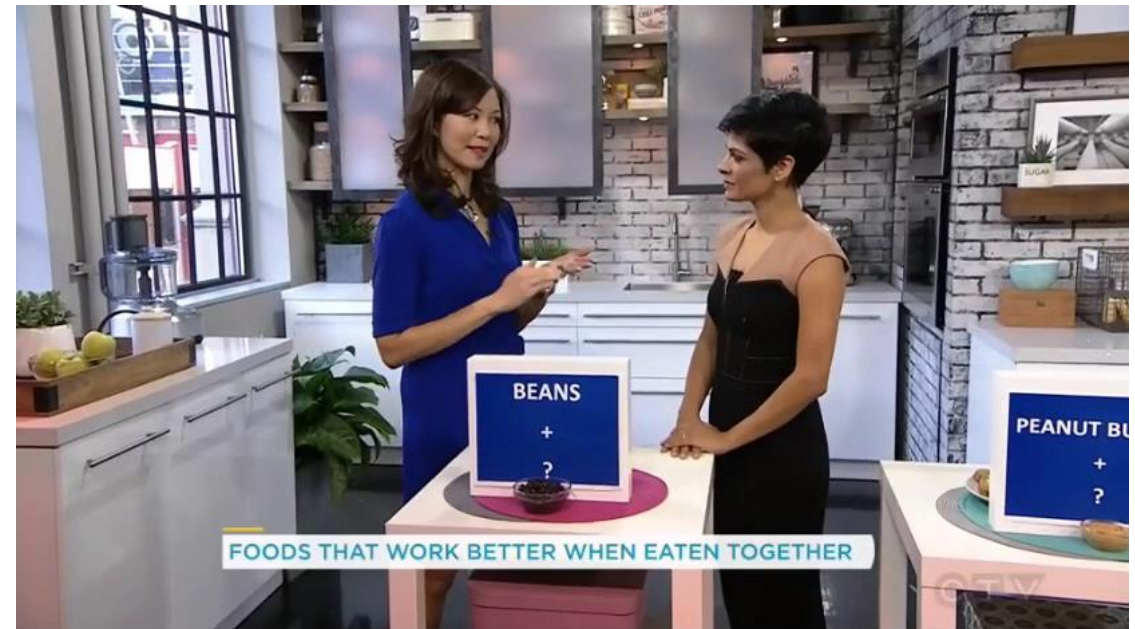 SUGAR
BEANS
+
?
PEANUT BU
+
?
FOODS THAT WORK BETTER WHEN EATEN TOGETHER
CTV